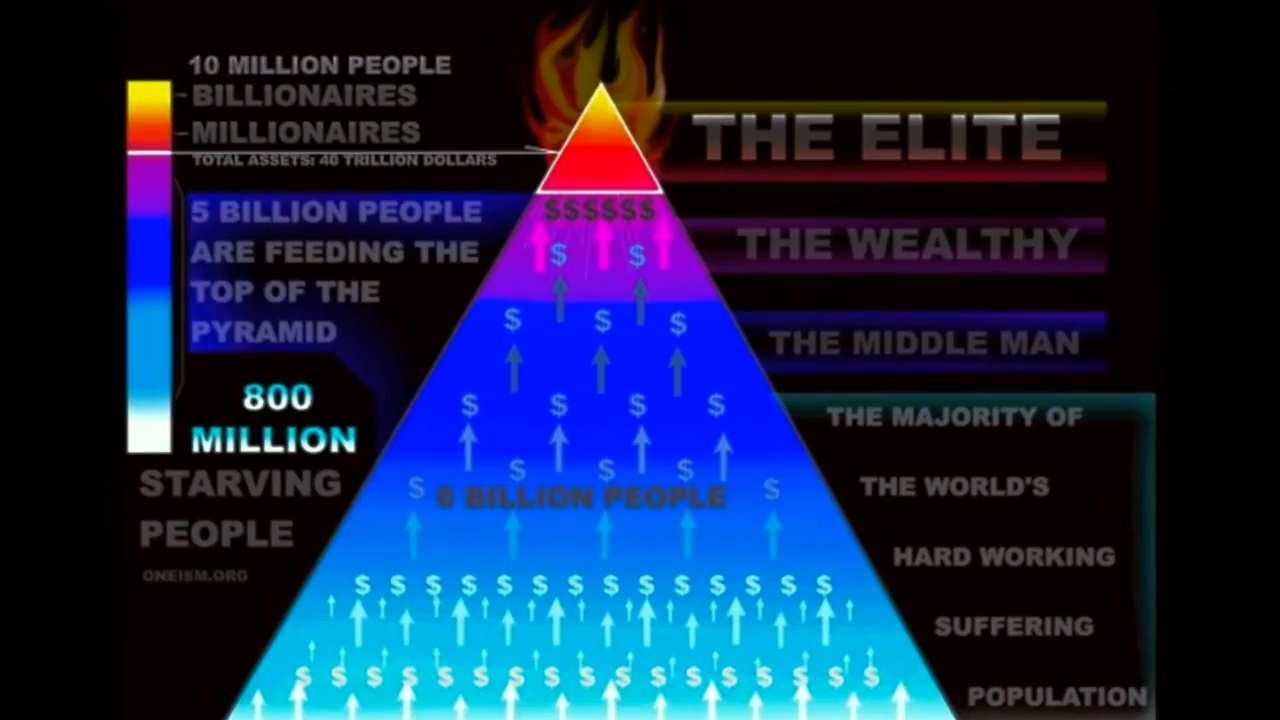 10 MILLION PEOPLE
-BILLIONAIRES
-MILLIONAIRES
TOTAL ASSETS: 40 TRILLION DOLLARS
5 BILLION PEOPLE
ARE FEEDING THE
TOP OF THE
PYRAMID
800
MILLION
STARVING
PEOPLE
ONEISM.ORG
$$$$$$
$ $
$ $ $
$ $ $ $
$ $ $
$ $
6 BILLION PEOPLE
$ $ $ $ $ $ $ $ $ $ $ $ $ $
$ $ $ $ $ $ $ $ $ $ $ $ $ $ $ $ $
THE ELITE
THE WEALTHY
THE MIDDLE MAN
THE MAJORITY OF
THE WORLD'S
HARD WORKING
SUFFERING
POPULATION